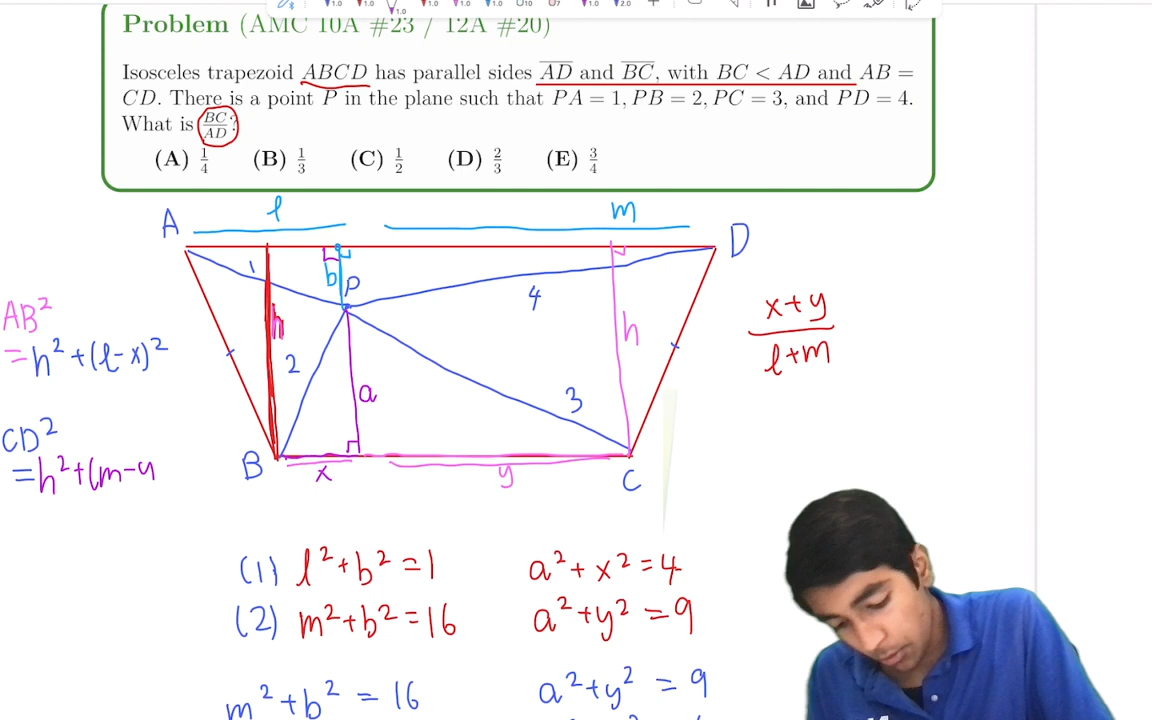 Problem (AMC 10A #23 / 12A #20)
Isosceles trapezoid ABCD has parallel sides AD and BC, with BC < AD and AB =
CD. There is a point P in the plane such that PA = 1, PB = 2, PC = 3, and PD = 4.
What is BC/AD?
(A) 1/4 (B) 1/3 (C) 1/2 (D) 2/3 (E) 3/4
l m
A D
1 b P 4
h h
2 a 3
B x y C
AB²
= h² + (l-x)²
CD²
= h² + (m-y
x+y
l+m
(1) l² + b² = 1 a² + x² = 4
(2) m² + b² = 16 a² + y² = 9
m² + b² = 16 a² + y² = 9